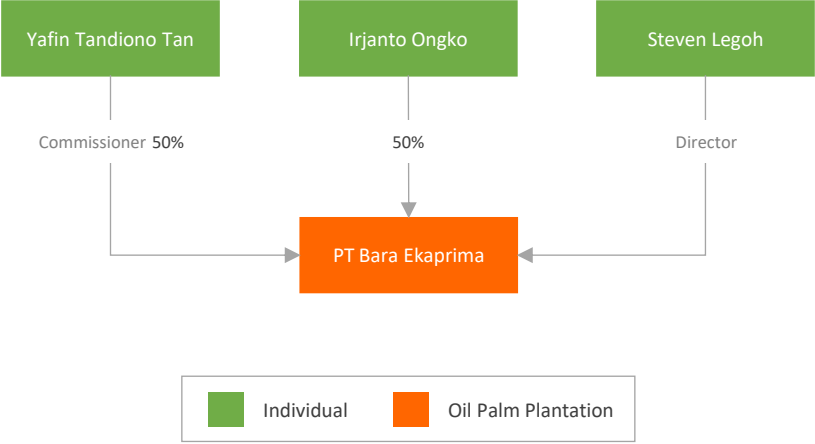 Yafin Tandiono Tan
Irjanto Ongko
Steven Legoh
Commissioner 50%
50%
Director
PT Bara Ekaprima
Individual
Oil Palm Plantation